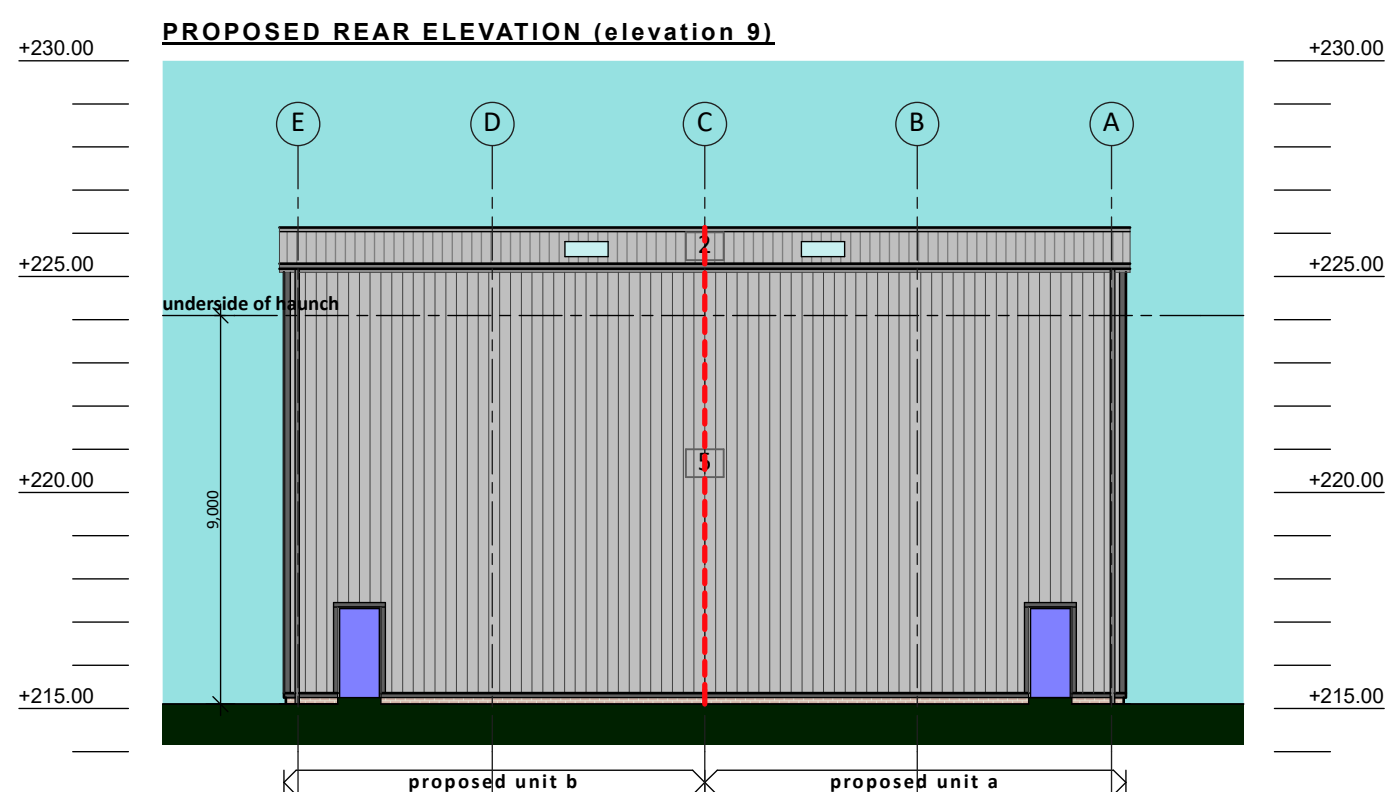 PROPOSED REAR ELEVATION (elevation 9)
+230.00 +230.00
E D C B A
2
+225.00 +225.00
underside of haunch
5
+220.00 +220.00
9,000
+215.00 +215.00
proposed unit b proposed unit a